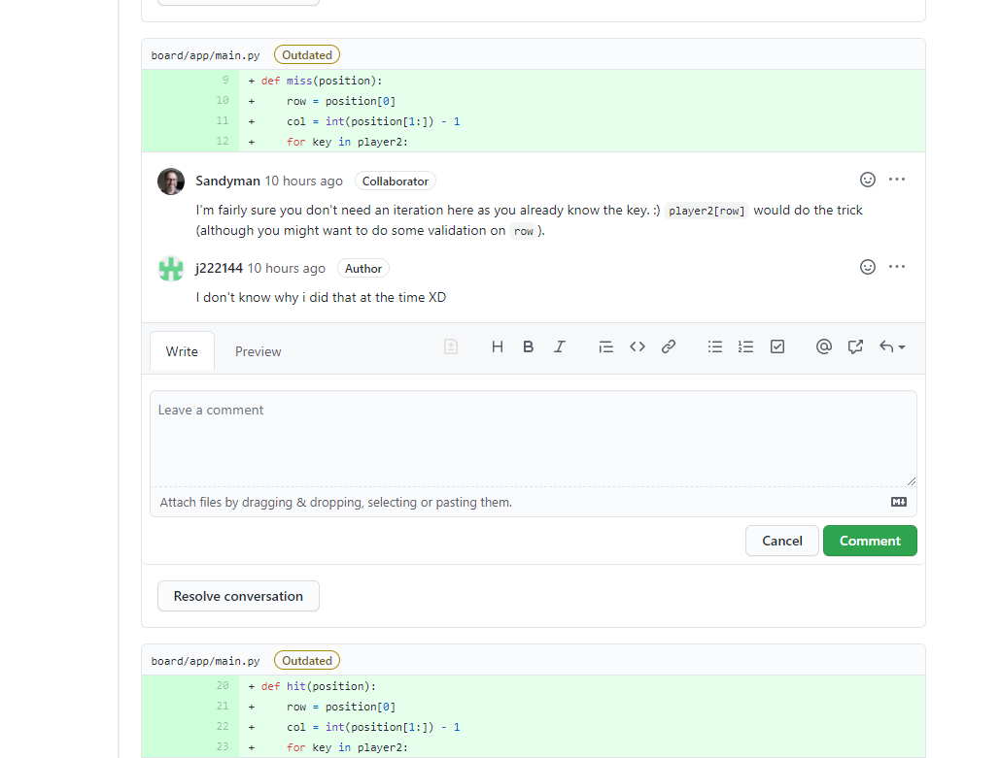 board/app/main.py Outdated
9 + def miss(position):
10 + row = position[0]
11 + col = int(position[1:]) - 1
12 + for key in player2:
Sandyman 10 hours ago Collaborator
I'm fairly sure you don't need an iteration here as you already know the key. :) player2[row] would do the trick
(although you might want to do some validation on row ).
j222144 10 hours ago Author
I don't know why i did that at the time XD
Write Preview
Leave a comment
Attach files by dragging & dropping, selecting or pasting them.
Cancel Comment
Resolve conversation
board/app/main.py Outdated
20 + def hit(position):
21 + row = position[0]
22 + col = int(position[1:]) - 1
23 + for key in player2: